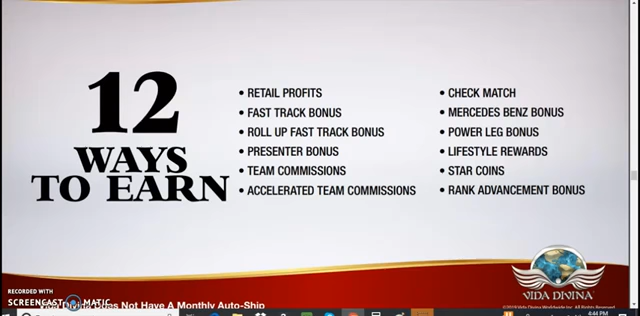 12
WAYS
TO EARN
• RETAIL PROFITS
• FAST TRACK BONUS
• ROLL UP FAST TRACK BONUS
• PRESENTER BONUS
• TEAM COMMISSIONS
• ACCELERATED TEAM COMMISSIONS
• CHECK MATCH
• MERCEDES BENZ BONUS
• POWER LEG BONUS
• LIFESTYLE REWARDS
• STAR COINS
• RANK ADVANCEMENT BONUS
VIDA DIVINA
RECORDED WITH
SCREENCAST MATIC
Vida Divina Does Not Have A Monthly Auto-Ship
4:44 PM